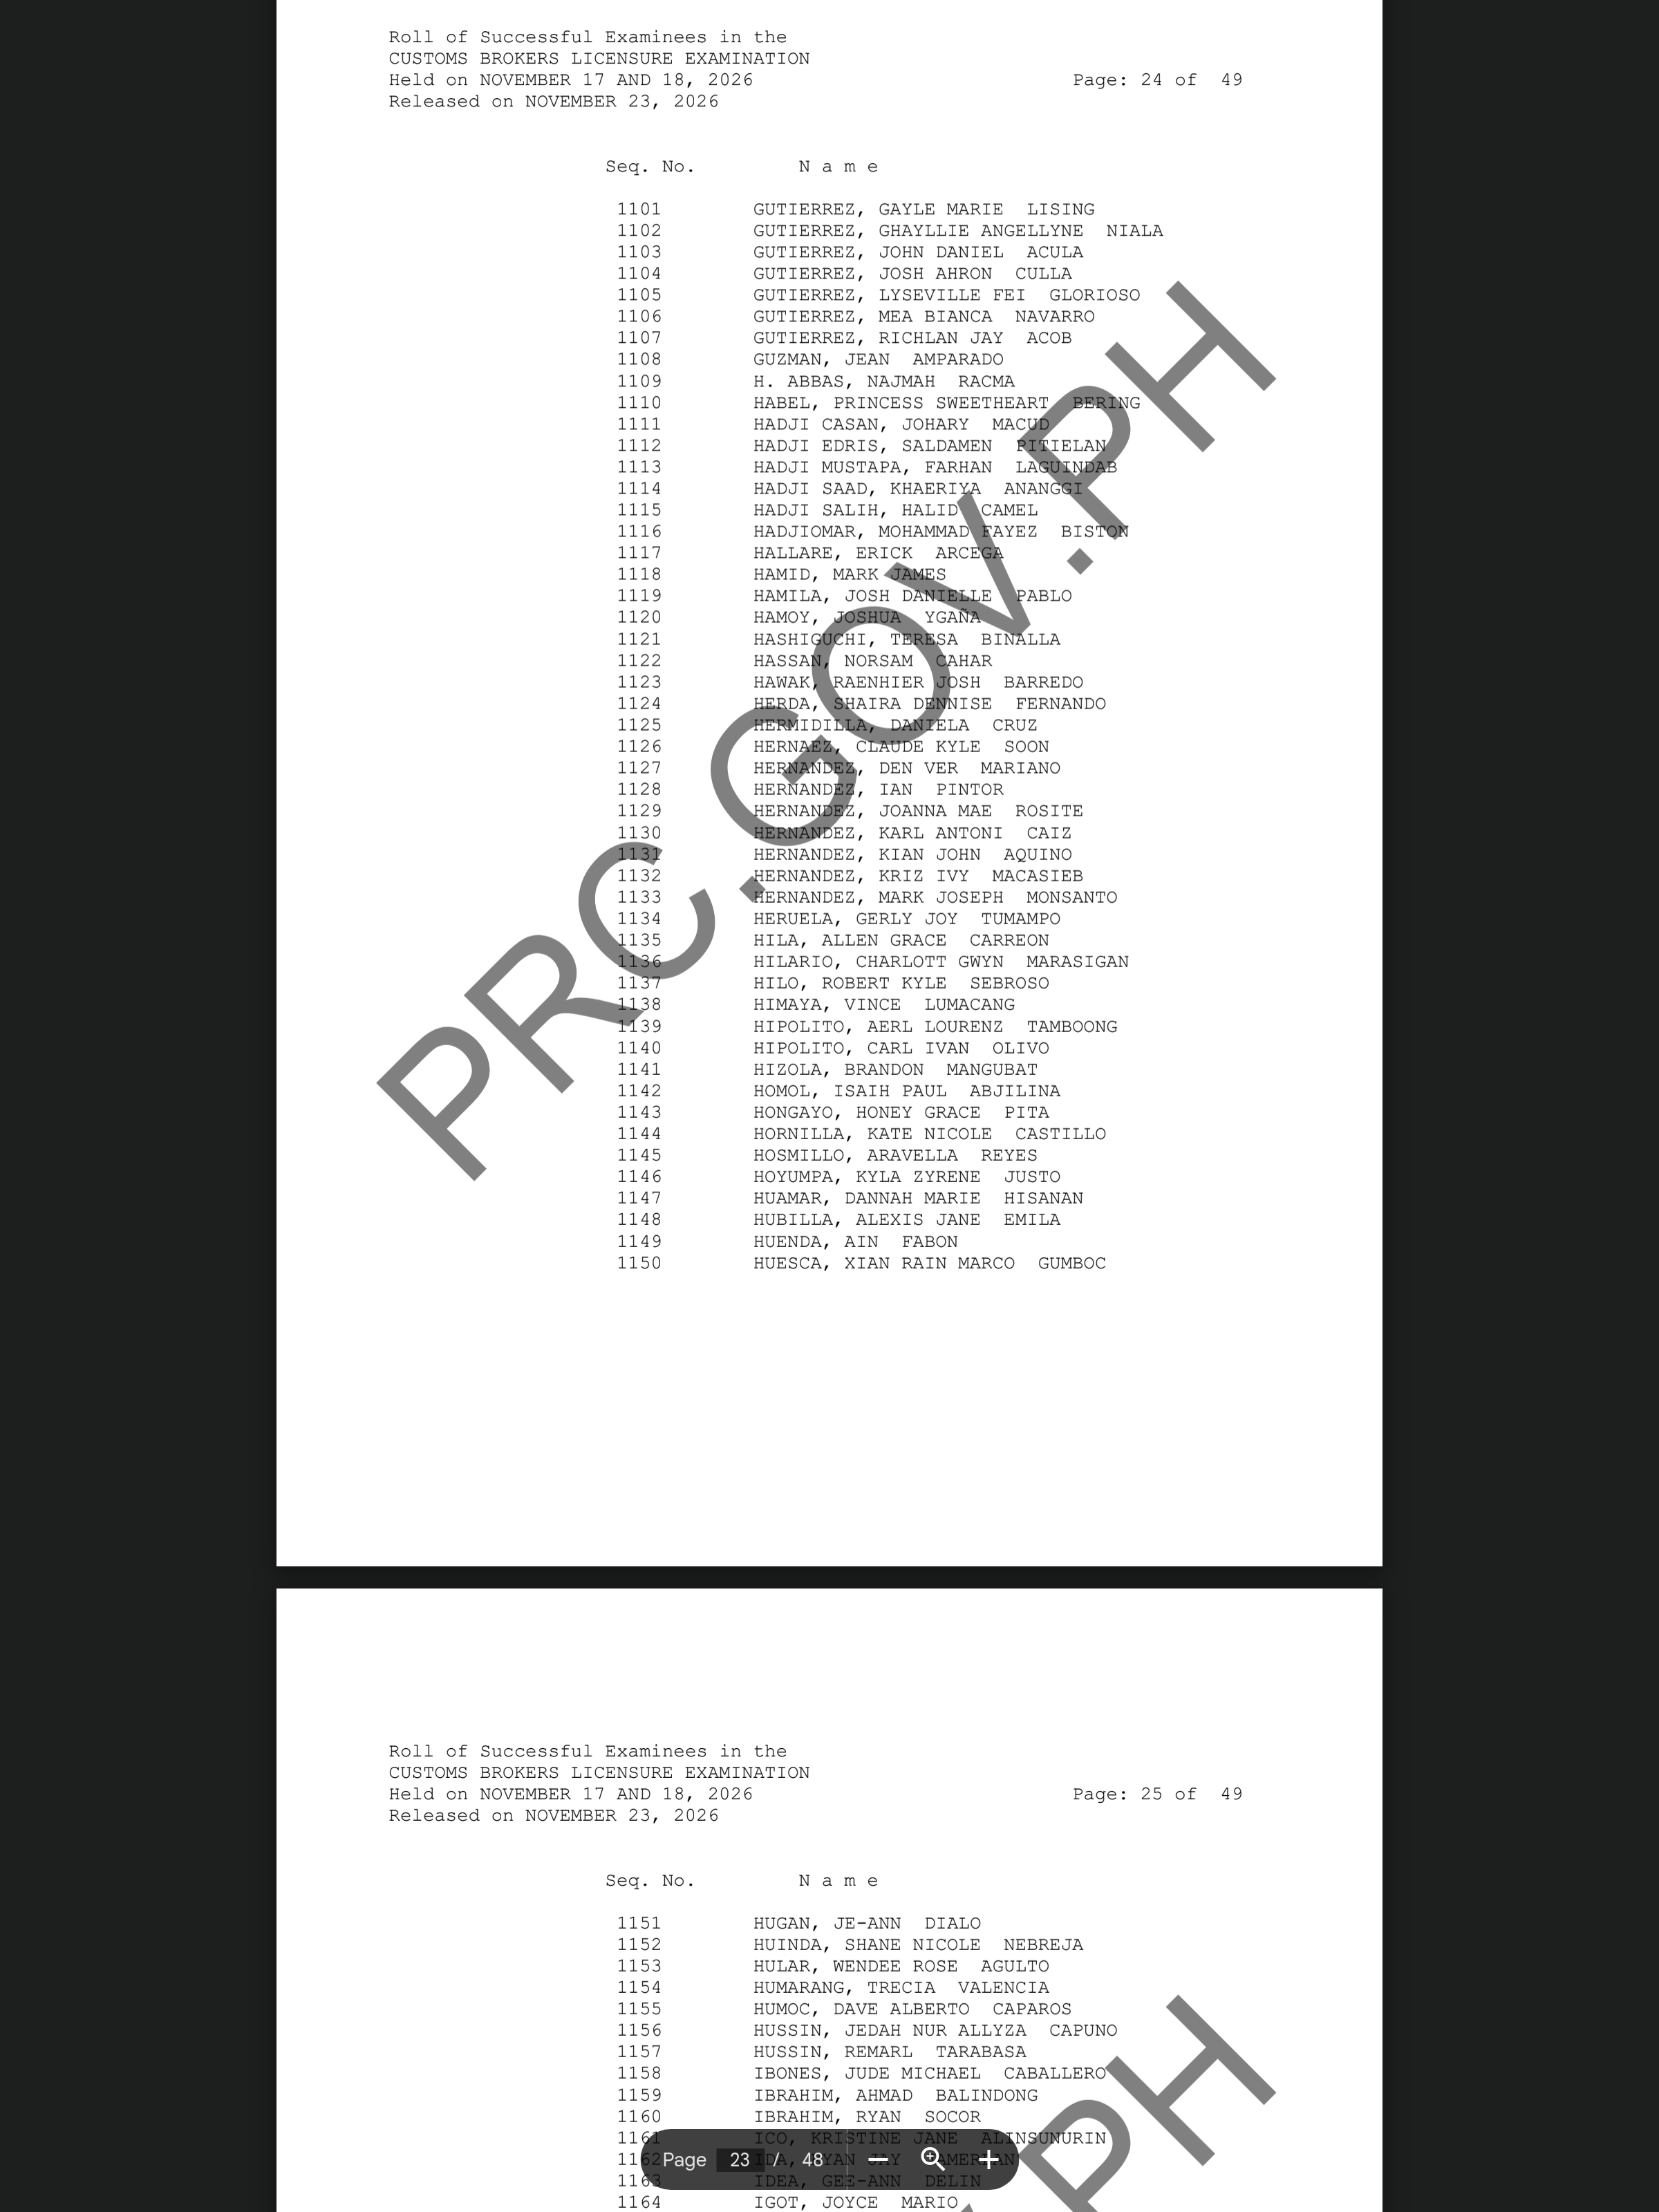 Roll of Successful Examinees in the
CUSTOMS BROKERS LICENSURE EXAMINATION
Held on NOVEMBER 17 AND 18, 2026 Page: 24 of 49
Released on NOVEMBER 23, 2026
Seq. No. N a m e
1101 GUTIERREZ, GAYLE MARIE LISING
1102 GUTIERREZ, GHAYLLIE ANGELLYNE NIALA
1103 GUTIERREZ, JOHN DANIEL ACULA
1104 GUTIERREZ, JOSH AHRON CULLA
1105 GUTIERREZ, LYSEVILLE FEI GLORIOSO
1106 GUTIERREZ, MEA BIANCA NAVARRO
1107 GUTIERREZ, RICHLAN JAY ACOB
1108 GUZMAN, JEAN AMPARADO
1109 H. ABBAS, NAJMAH RACMA
1110 HABEL, PRINCESS SWEETHEART BERING
1111 HADJI CASAN, JOHARY MACUD
1112 HADJI EDRIS, SALDAMEN PITIELAN
1113 HADJI MUSTAPA, FARHAN LAGUINDAB
1114 HADJI SAAD, KHAERIYA ANANGGI
1115 HADJI SALIH, HALID CAMEL
1116 HADJIOMAR, MOHAMMAD FAYEZ BISTON
1117 HALLARE, ERICK ARCEGA
1118 HAMID, MARK JAMES
1119 HAMILA, JOSH DANIELLE PABLO
1120 HAMOY, JOSHUA YGAÑA
1121 HASHIGUCHI, TERESA BINALLA
1122 HASSAN, NORSAM CAHAR
1123 HAWAK, RAENHIER JOSH BARREDO
1124 HERDA, SHAIRA DENNISE FERNANDO
1125 HERMIDILLA, DANIELA CRUZ
1126 HERNAEZ, CLAUDE KYLE SOON
1127 HERNANDEZ, DEN VER MARIANO
1128 HERNANDEZ, IAN PINTOR
1129 HERNANDEZ, JOANNA MAE ROSITE
1130 HERNANDEZ, KARL ANTONI CAIZ
1131 HERNANDEZ, KIAN JOHN AQUINO
1132 HERNANDEZ, KRIZ IVY MACASIEB
1133 HERNANDEZ, MARK JOSEPH MONSANTO
1134 HERUELA, GERLY JOY TUMAMPO
1135 HILA, ALLEN GRACE CARREON
1136 HILARIO, CHARLOTT GWYN MARASIGAN
1137 HILO, ROBERT KYLE SEBROSO
1138 HIMAYA, VINCE LUMACANG
1139 HIPOLITO, AERL LOURENZ TAMBOONG
1140 HIPOLITO, CARL IVAN OLIVO
1141 HIZOLA, BRANDON MANGUBAT
1142 HOMOL, ISAIH PAUL ABJILINA
1143 HONGAYO, HONEY GRACE PITA
1144 HORNILLA, KATE NICOLE CASTILLO
1145 HOSMILLO, ARAVELLA REYES
1146 HOYUMPA, KYLA ZYRENE JUSTO
1147 HUAMAR, DANNAH MARIE HISANAN
1148 HUBILLA, ALEXIS JANE EMILA
1149 HUENDA, AIN FABON
1150 HUESCA, XIAN RAIN MARCO GUMBOC
PRC.GOV.PH
Roll of Successful Examinees in the
CUSTOMS BROKERS LICENSURE EXAMINATION
Held on NOVEMBER 17 AND 18, 2026 Page: 25 of 49
Released on NOVEMBER 23, 2026
Seq. No. N a m e
1151 HUGAN, JE-ANN DIALO
1152 HUINDA, SHANE NICOLE NEBREJA
1153 HULAR, WENDEE ROSE AGULTO
1154 HUMARANG, TRECIA VALENCIA
1155 HUMOC, DAVE ALBERTO CAPAROS
1156 HUSSIN, JEDAH NUR ALLYZA CAPUNO
1157 HUSSIN, REMARL TARABASA
1158 IBONES, JUDE MICHAEL CABALLERO
1159 IBRAHIM, AHMAD BALINDONG
1160 IBRAHIM, RYAN SOCOR
1161 ICO, KRISTINE JANE ALINSUNURIN
1162 IDA, JAY
1163 IDEA, GEE-ANN DELIN
1164 IGOT, JOYCE MARIO
PH
Page 23 / 48